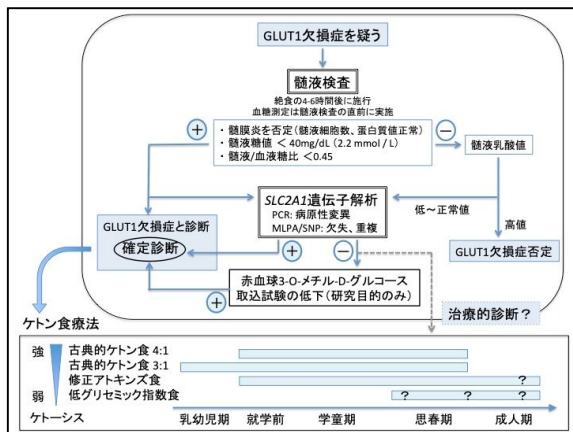 GLUT1欠損症を疑う
髄液検査
絶食の4-6時間後に施行
血糖測定は髄液検査の直前に実施
+
・髄膜炎を否定(髄液細胞数、蛋白質値正常)
・髄液糖値 < 40mg/dL (2.2 mmol / L)
・髄液/血液糖比 <0.45
−
髄液乳酸値
SLC2A1遺伝子解析
PCR: 病原性変異
MLPA/SNP: 欠失、重複
低～正常値
高値
GLUT1欠損症と診断
確定診断
+
−
GLUT1欠損症否定
赤血球3-O-メチル-D-グルコース
取込試験の低下(研究目的のみ)
+
治療的診断?
ケトン食療法
強
古典的ケトン食 4:1
古典的ケトン食 3:1
修正アトキンズ食 ?
弱
低グリセミック指数食 ? ? ?
ケトーシス
乳幼児期 就学前 学童期 思春期 成人期